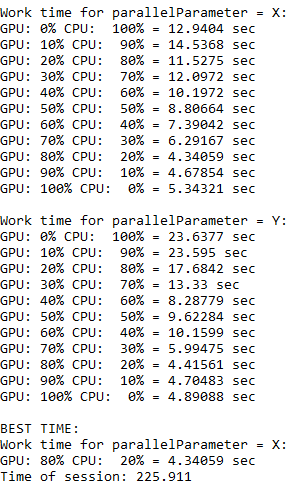 Work time for parallelParameter = X:
GPU: 0% CPU:  100% = 12.9404 sec
GPU: 10% CPU:  90% = 14.5368 sec
GPU: 20% CPU:  80% = 11.5275 sec
GPU: 30% CPU:  70% = 12.0972 sec
GPU: 40% CPU:  60% = 10.1972 sec
GPU: 50% CPU:  50% = 8.80664 sec
GPU: 60% CPU:  40% = 7.39042 sec
GPU: 70% CPU:  30% = 6.29167 sec
GPU: 80% CPU:  20% = 4.34059 sec
GPU: 90% CPU:  10% = 4.67854 sec
GPU: 100% CPU:  0% = 5.34321 sec

Work time for parallelParameter = Y:
GPU: 0% CPU:  100% = 23.6377 sec
GPU: 10% CPU:  90% = 23.595 sec
GPU: 20% CPU:  80% = 17.6842 sec
GPU: 30% CPU:  70% = 13.33 sec
GPU: 40% CPU:  60% = 8.28779 sec
GPU: 50% CPU:  50% = 9.62284 sec
GPU: 60% CPU:  40% = 10.1599 sec
GPU: 70% CPU:  30% = 5.99475 sec
GPU: 80% CPU:  20% = 4.41561 sec
GPU: 90% CPU:  10% = 4.70483 sec
GPU: 100% CPU:  0% = 4.89088 sec

BEST TIME:
Work time for parallelParameter = X:
GPU: 80% CPU:  20% = 4.34059 sec
Time of session: 225.911